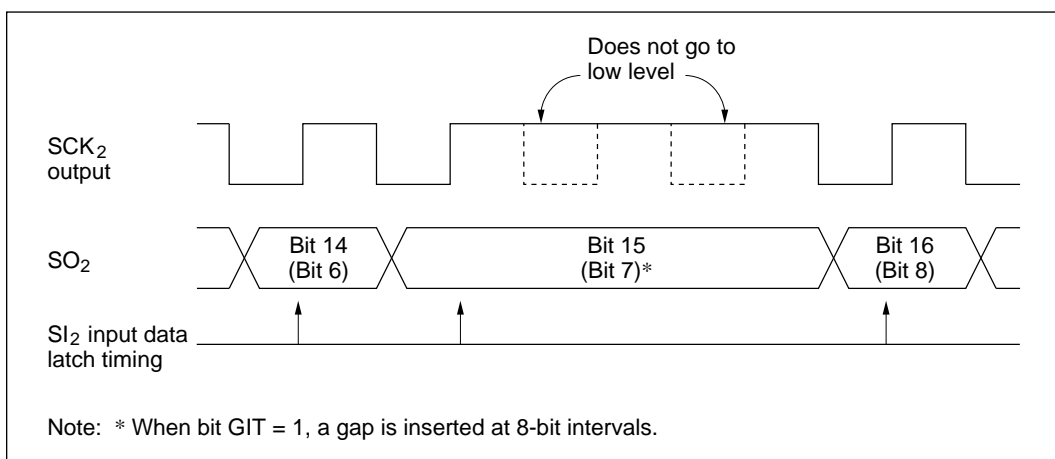 Does not go to
low level
SCK2
output
SO2
Bit 14
(Bit 6)
Bit 15
(Bit 7)*
Bit 16
(Bit 8)
SI2 input data
latch timing
Note: * When bit GIT = 1, a gap is inserted at 8-bit intervals.